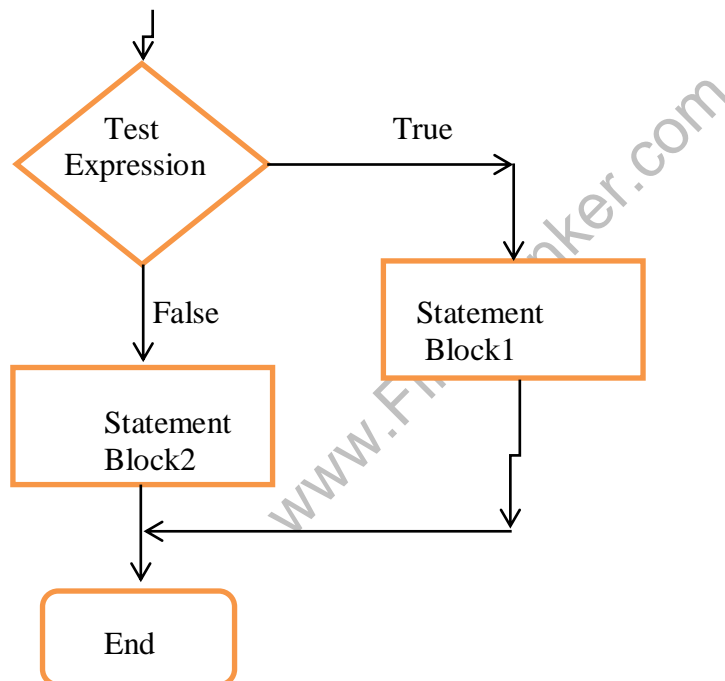 Test
Expression
True
False
Statement
Block1
Statement
Block2
End